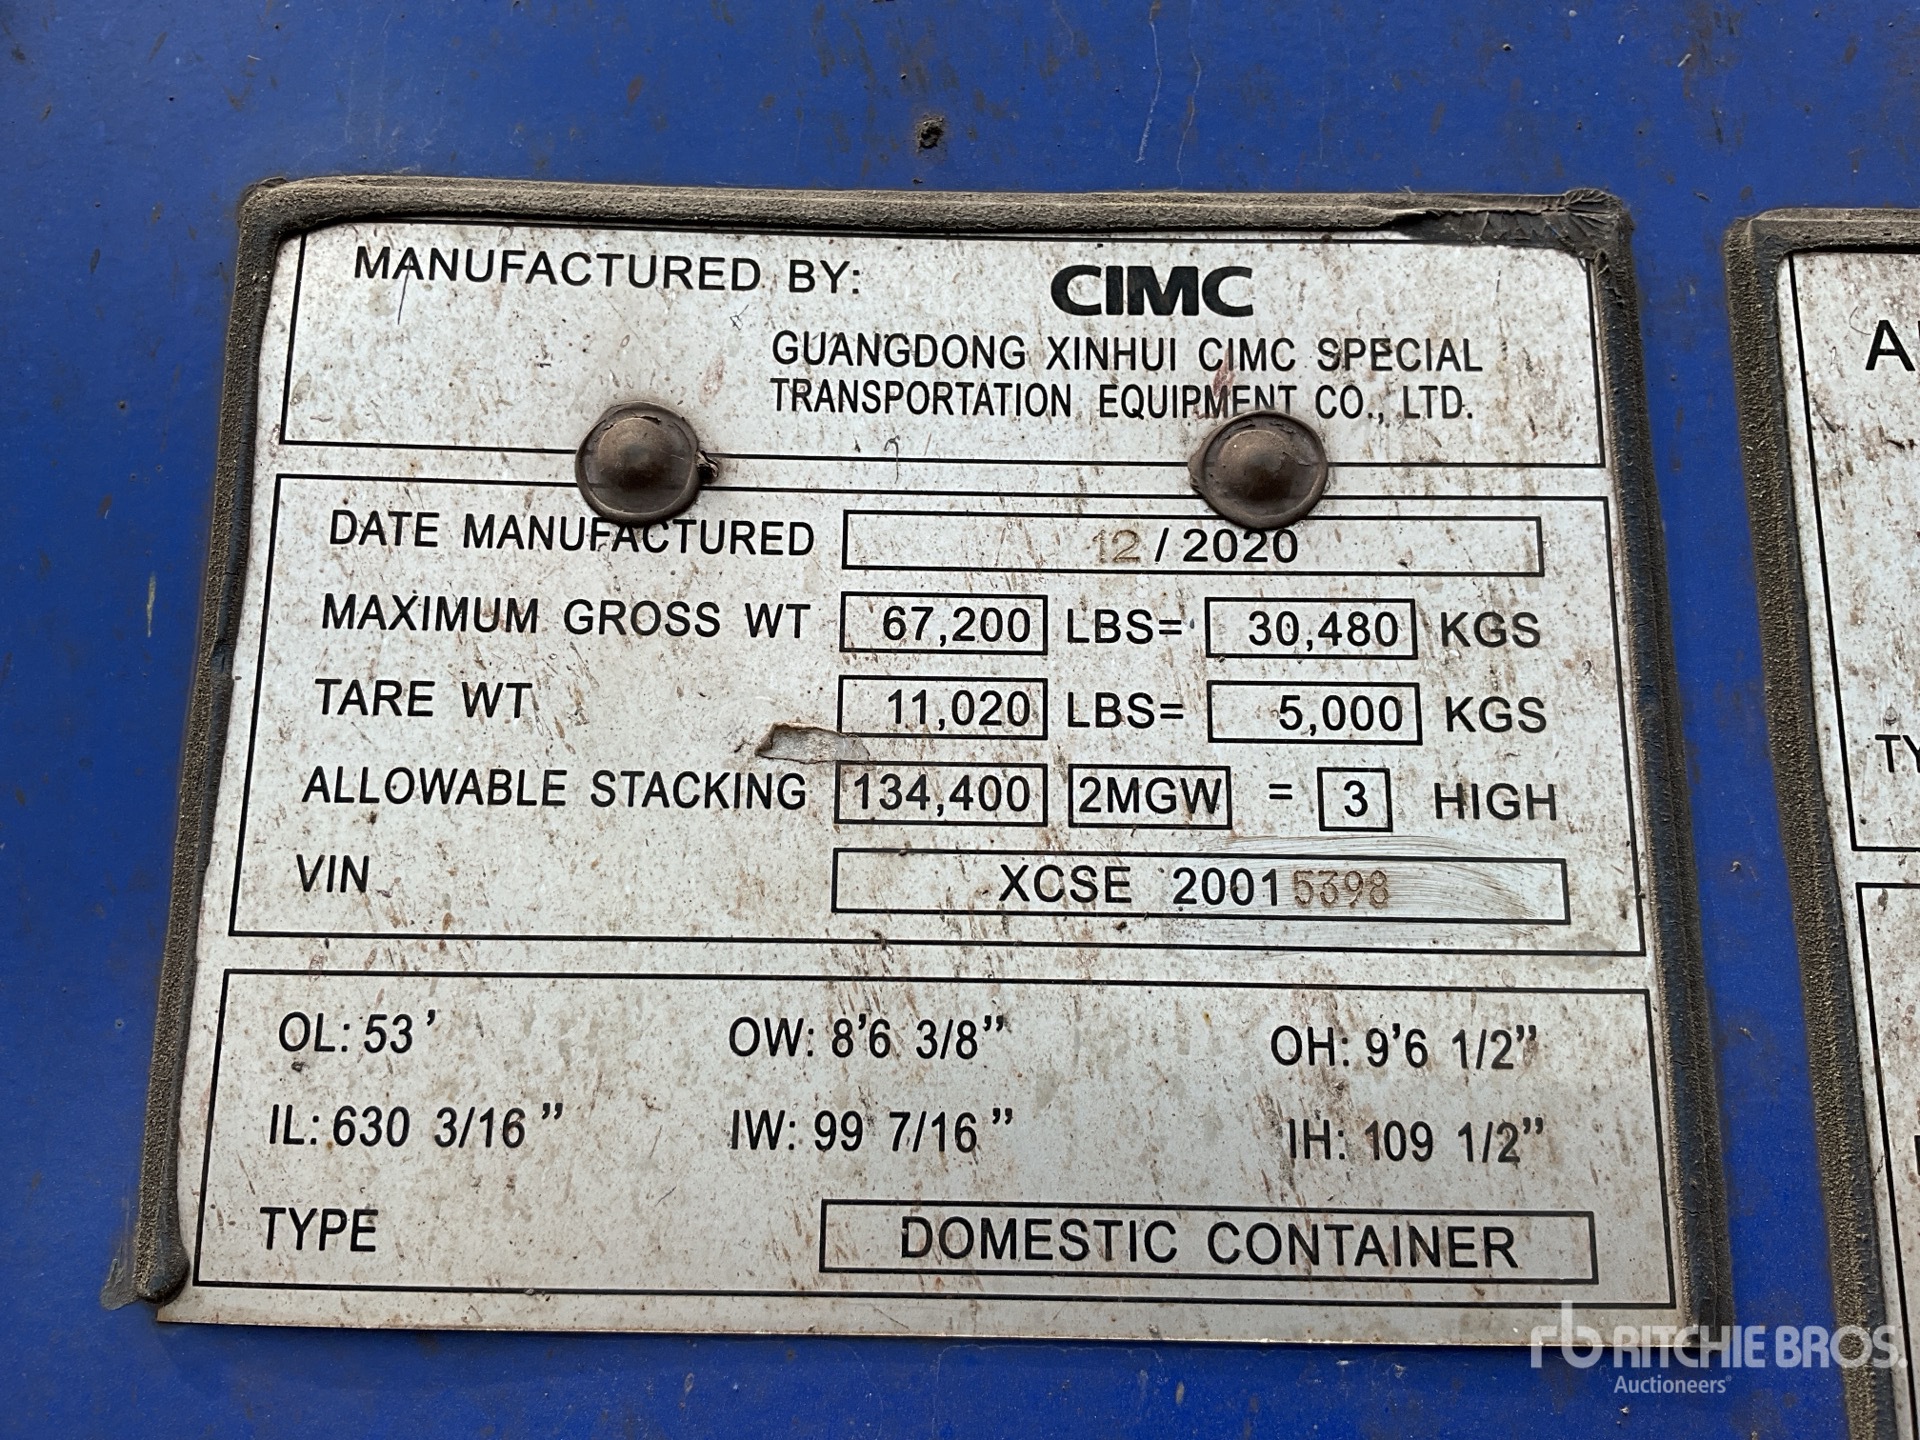 MANUFACTURED BY: CIMC
GUANGDONG XINHUI CIMC SPECIAL
TRANSPORTATION EQUIPMENT CO., LTD.
DATE MANUFACTURED 12 / 2020
MAXIMUM GROSS WT 67,200 LBS= 30,480 KGS
TARE WT 11,020 LBS= 5,000 KGS
ALLOWABLE STACKING 134,400 2MGW = 3 HIGH
VIN XCSE 20015398
OL: 53' OW: 8'6 3/8" OH: 9'6 1/2"
IL: 630 3/16" IW: 99 7/16" IH: 109 1/2"
TYPE DOMESTIC CONTAINER
rb RITCHIE BROS.
Auctioneers